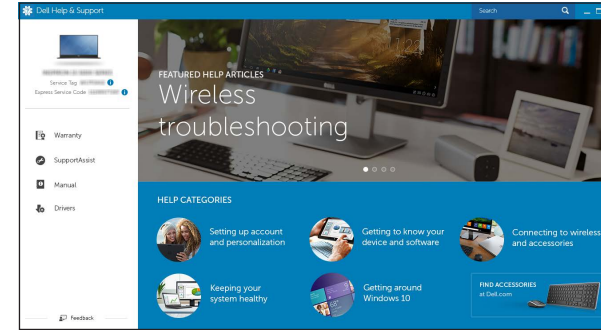 Dell Help & Support
Search
Service Tag:
Express Service Code:
Warranty
SupportAssist
Manual
Drivers
Feedback
FEATURED HELP ARTICLES
Wireless
troubleshooting
HELP CATEGORIES
Setting up account
and personalization
Getting to know your
device and software
Connecting to wireless
and accessories
Keeping your
system healthy
Getting around
Windows 10
FIND ACCESSORIES
at Dell.com